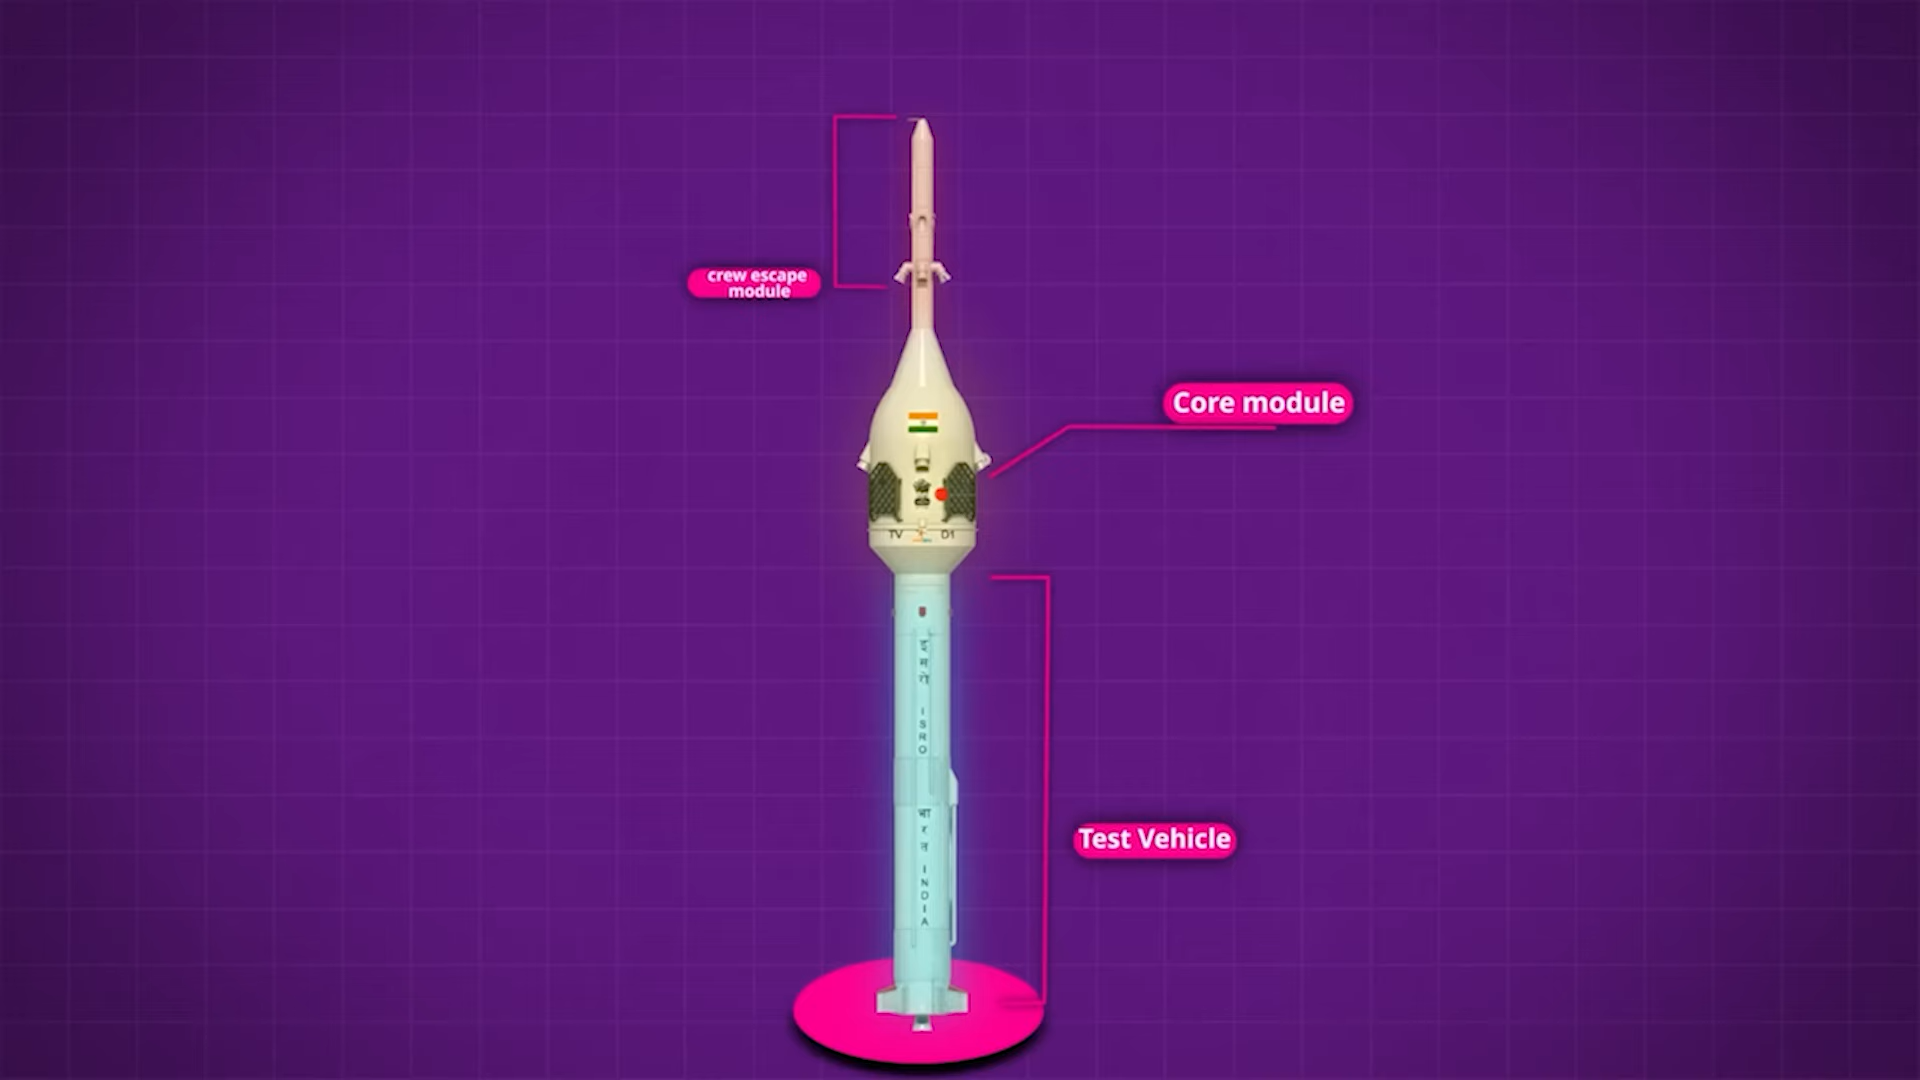 crew escape
module
Core module
TV D1
इसरो
ISRO
भारत
INDIA
Test Vehicle